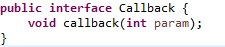 public interface Callback {
    void callback(int param);
}